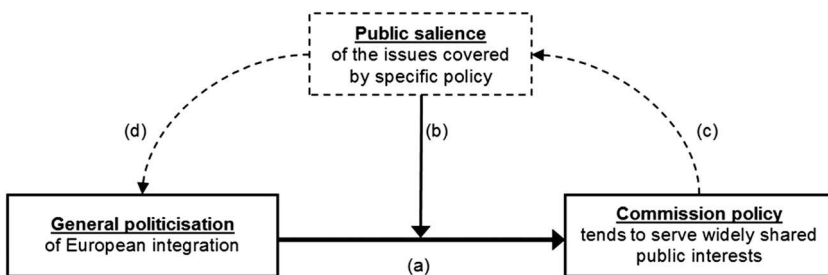 Public salience
of the issues covered
by specific policy
(d)
(b)
(c)
General politicisation
of European integration
Commission policy
tends to serve widely shared
public interests
(a)